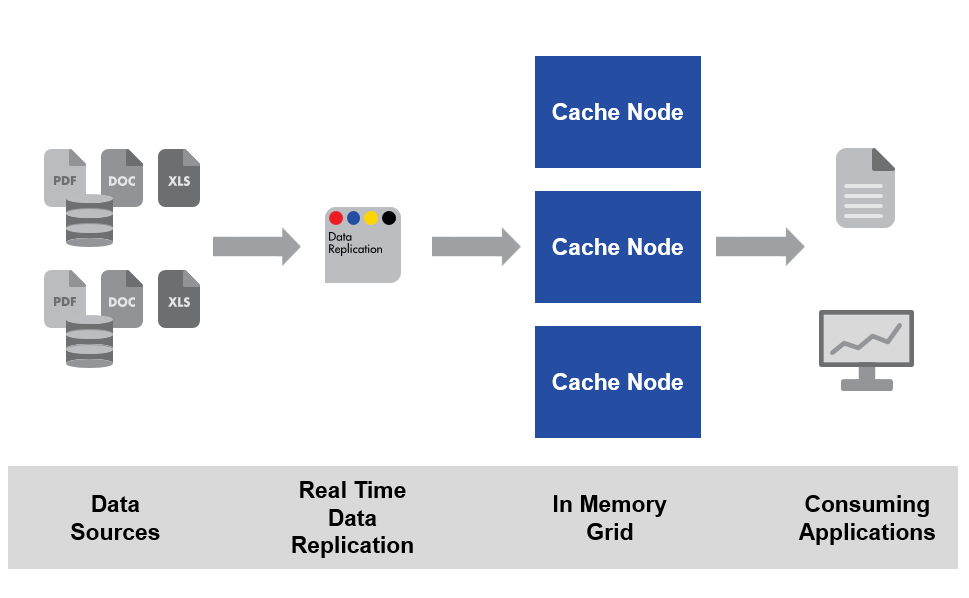 Cache Node
PDF DOC XLS
Data
Replication
Cache Node
PDF DOC XLS
Cache Node
Data
Sources
Real Time
Data
Replication
In Memory
Grid
Consuming
Applications